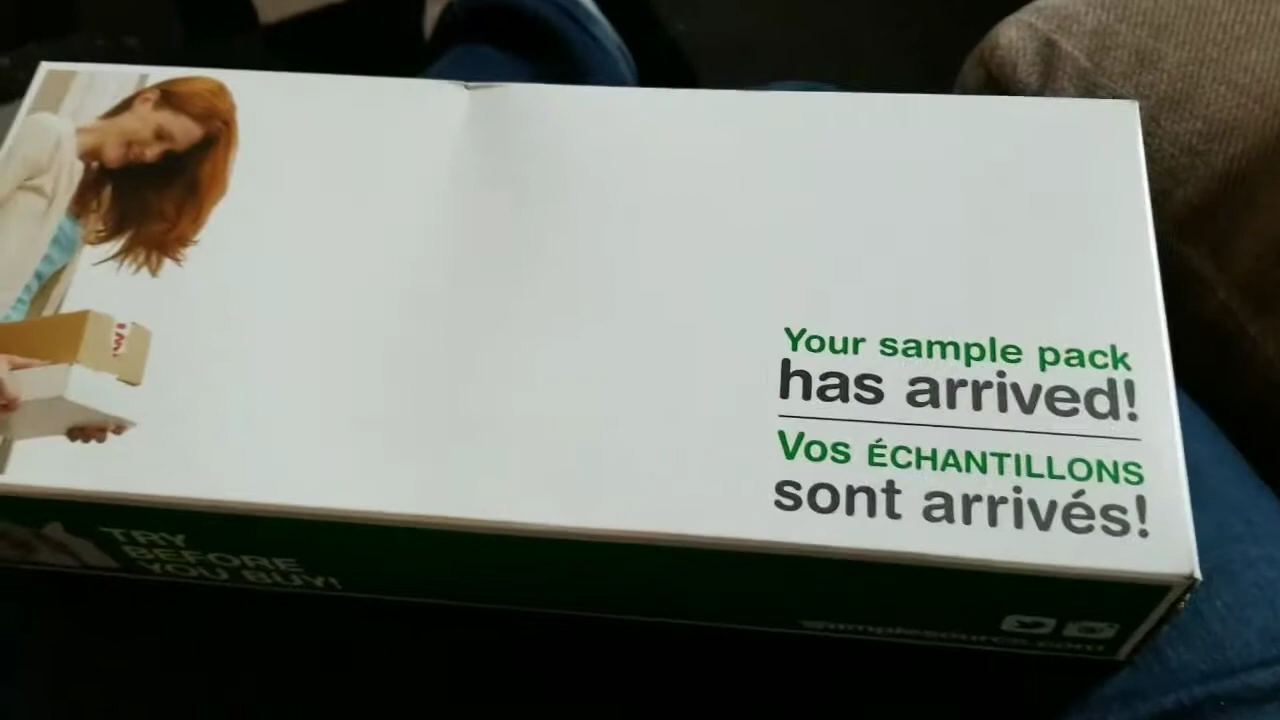 Your sample pack
has arrived!
Vos ÉCHANTILLONS
sont arrivés!
TRY
BEFORE
YOU BUY!